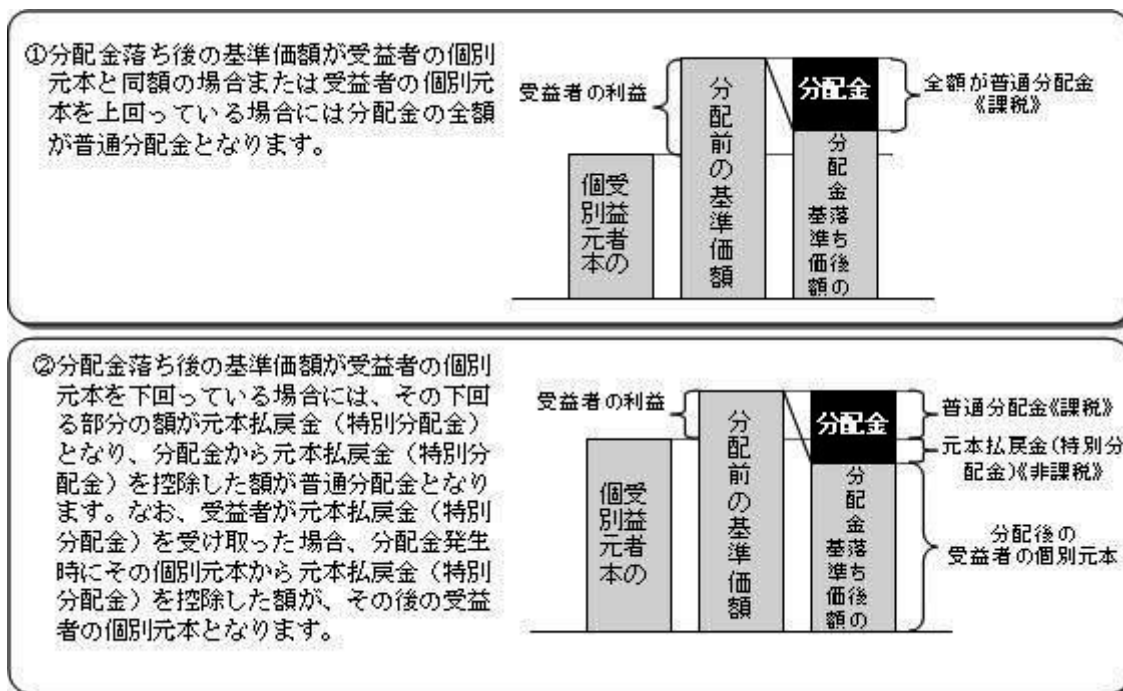 ①分配金落ち後の基準価額が受益者の個別
元本と同額の場合または受益者の個別元
本を上回っている場合には分配金の全額
が普通分配金となります。
受益者の利益
個別元本
受益者の
分配前の基準価額
分配金
分配金落ち後の
基準価額
全額が普通分配金
《課税》
②分配金落ち後の基準価額が受益者の個別
元本を下回っている場合には、その下回
る部分の額が元本払戻金（特別分配金）
となり、分配金から元本払戻金（特別分
配金）を控除した額が普通分配金となり
ます。なお、受益者が元本払戻金（特別
分配金）を受け取った場合、分配金発生
時にその個別元本から元本払戻金（特別
分配金）を控除した額が、その後の受益
者の個別元本となります。
受益者の利益
受益者の
個別元本
分配前の基準価額
分配金
分配金落ち後の
基準価額
普通分配金《課税》
元本払戻金(特別分
配金)《非課税》
分配後の
受益者の個別元本